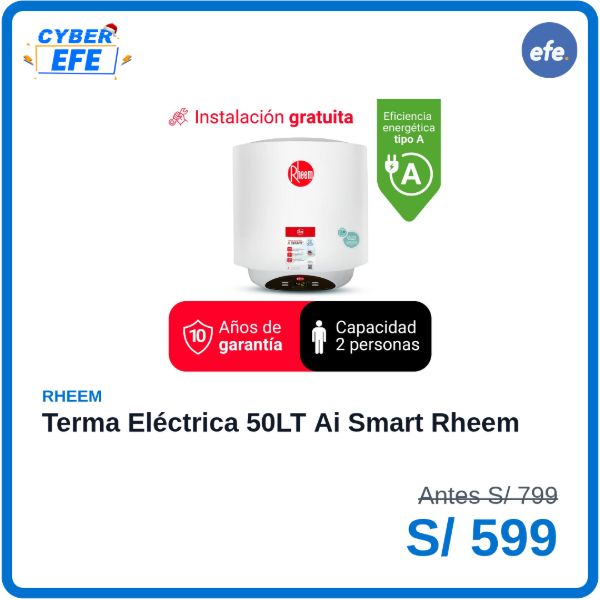 CYBER
EFE
efe.
Instalación gratuita
Eficiencia
energética
tipo A
A
Rheem
10
Años de
garantía
Capacidad
2 personas
RHEEM
Terma Eléctrica 50LT Ai Smart Rheem
Antes S/ 799
S/ 599